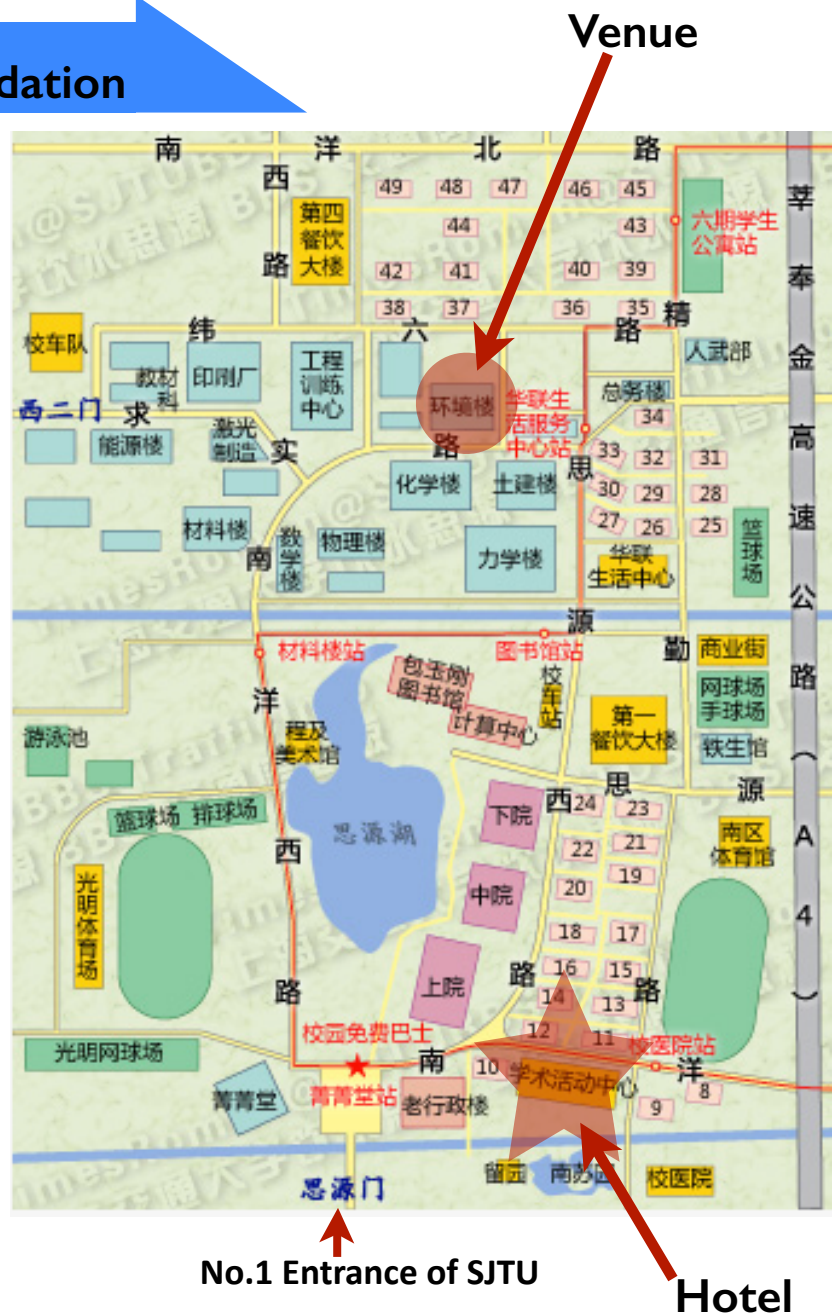 Venue
dation
南 洋 北 路
西
路
第四
餐饮
大楼
49
48
47
46
45
44
43
42
41
40
39
38
37
36
35
六期学生
公寓站
莘
奉
金
高
速
公
路
（
A
4
）
纬 六 路
精
校车队
教材
科
印刷厂
工程
训练
中心
环境楼
华联生
活服务
中心站
总务楼
人武部
西二门
求
实
路
能源楼
激光
制造
化学楼
土建楼
思
34
33
32
31
30
29
28
27
26
25
材料楼
数
学
楼
物理楼
力学楼
华联
生活中心
篮
球
场
南
源
材料楼站
图书馆站
勤
商业街
洋
包玉刚
图书馆
校
车
站
网球场
手球场
游泳池
程及
美术馆
计算中心
第一
餐饮大楼
铁生馆
思
源
西
篮球场 排球场
思源湖
下院
24
23
22
21
南区
体育馆
西
中院
20
19
光
明
体
育
场
18
17
路
上院
路
16
15
路
14
13
校园免费巴士
12
11
校医院站
光明网球场
南
10
学术活动中心
洋
菁菁堂
菁菁堂站
老行政楼
9
8
留园
南苏园
校医院
思源门
No.1 Entrance of SJTU
Hotel